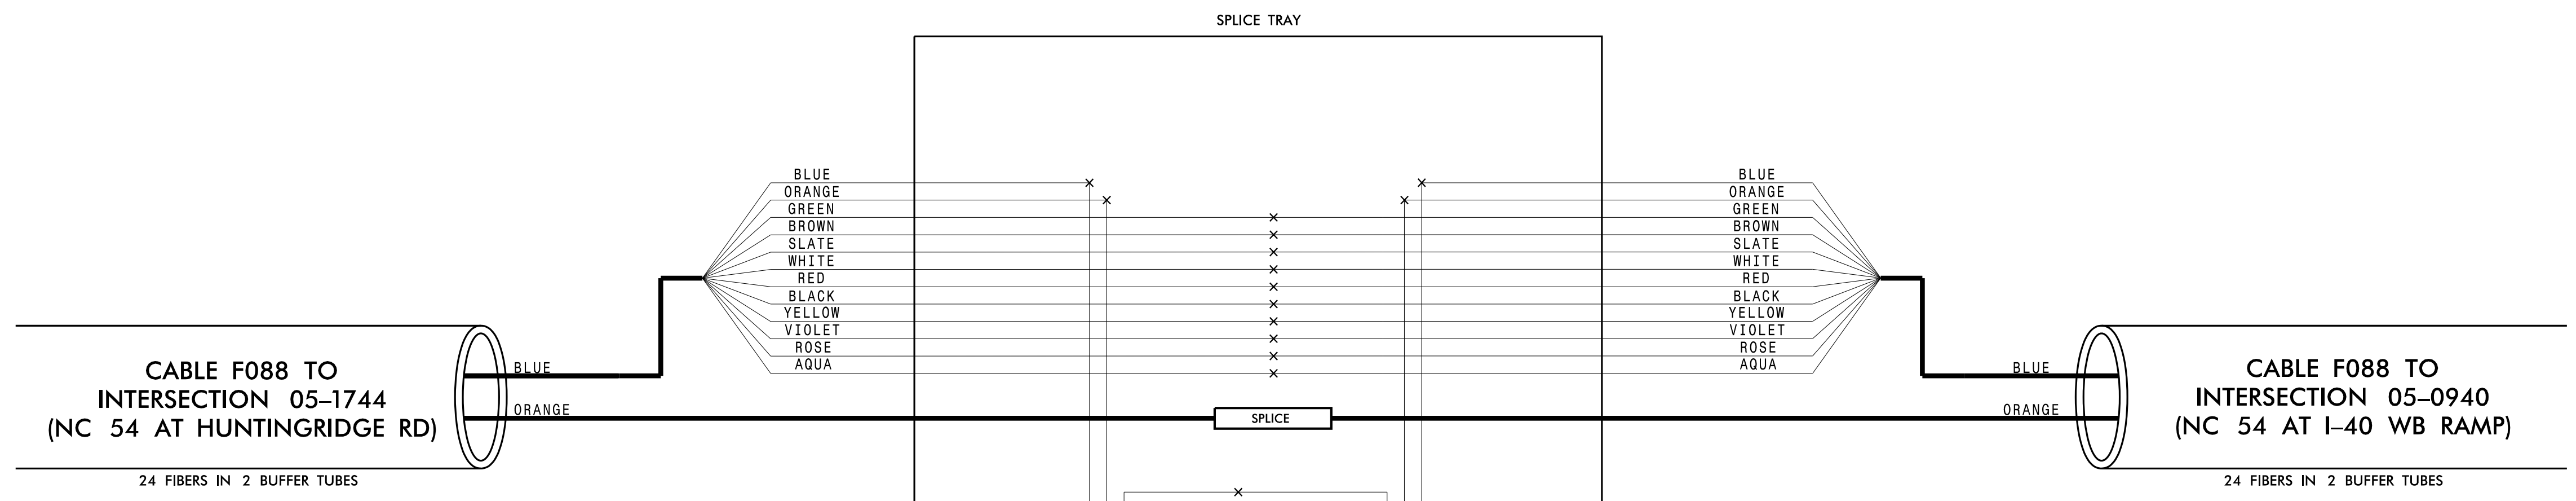 SPLICE TRAY
BLUE
ORANGE
GREEN
BROWN
SLATE
WHITE
RED
BLACK
YELLOW
VIOLET
ROSE
AQUA
BLUE
ORANGE
GREEN
BROWN
SLATE
WHITE
RED
BLACK
YELLOW
VIOLET
ROSE
AQUA
CABLE F088 TO
INTERSECTION 05–1744
(NC 54 AT HUNTINGRIDGE RD)
24 FIBERS IN 2 BUFFER TUBES
BLUE
ORANGE
SPLICE
BLUE
ORANGE
CABLE F088 TO
INTERSECTION 05–0940
(NC 54 AT I–40 WB RAMP)
24 FIBERS IN 2 BUFFER TUBES